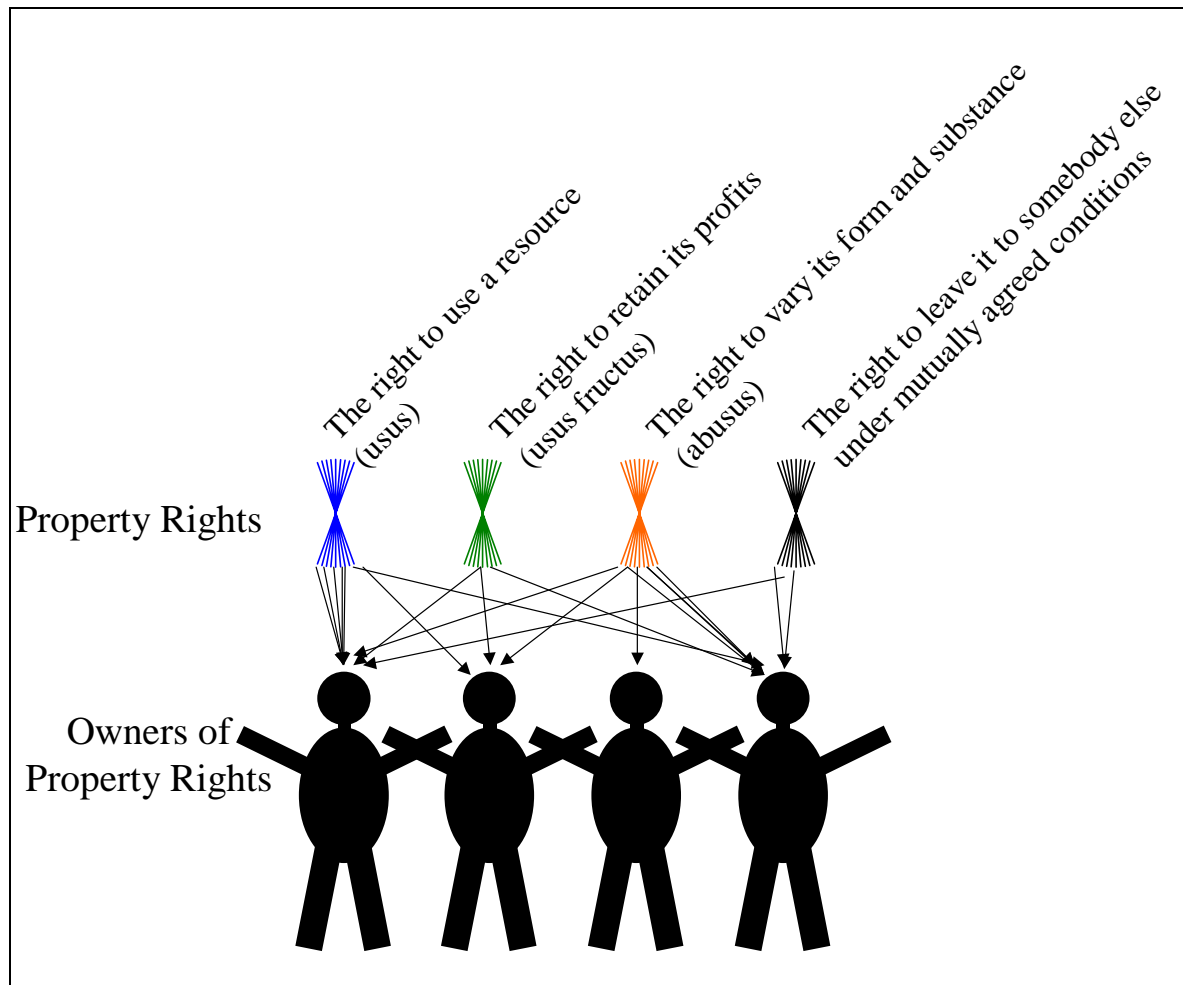 The right to use a resource
(usus)
The right to retain its profits
(usus fructus)
The right to vary its form and substance
(abusus)
The right to leave it to somebody else
under mutually agreed conditions
Property Rights
Owners of
Property Rights